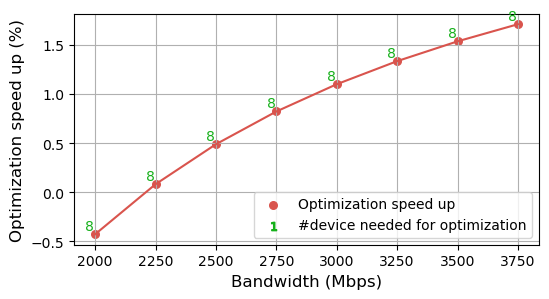 Optimization speed up (%)
1.5
1.0
0.5
0.0
−0.5
8
8
8
8
8
8
8
8
Optimization speed up
1 #device needed for optimization
2000 2250 2500 2750 3000 3250 3500 3750
Bandwidth (Mbps)